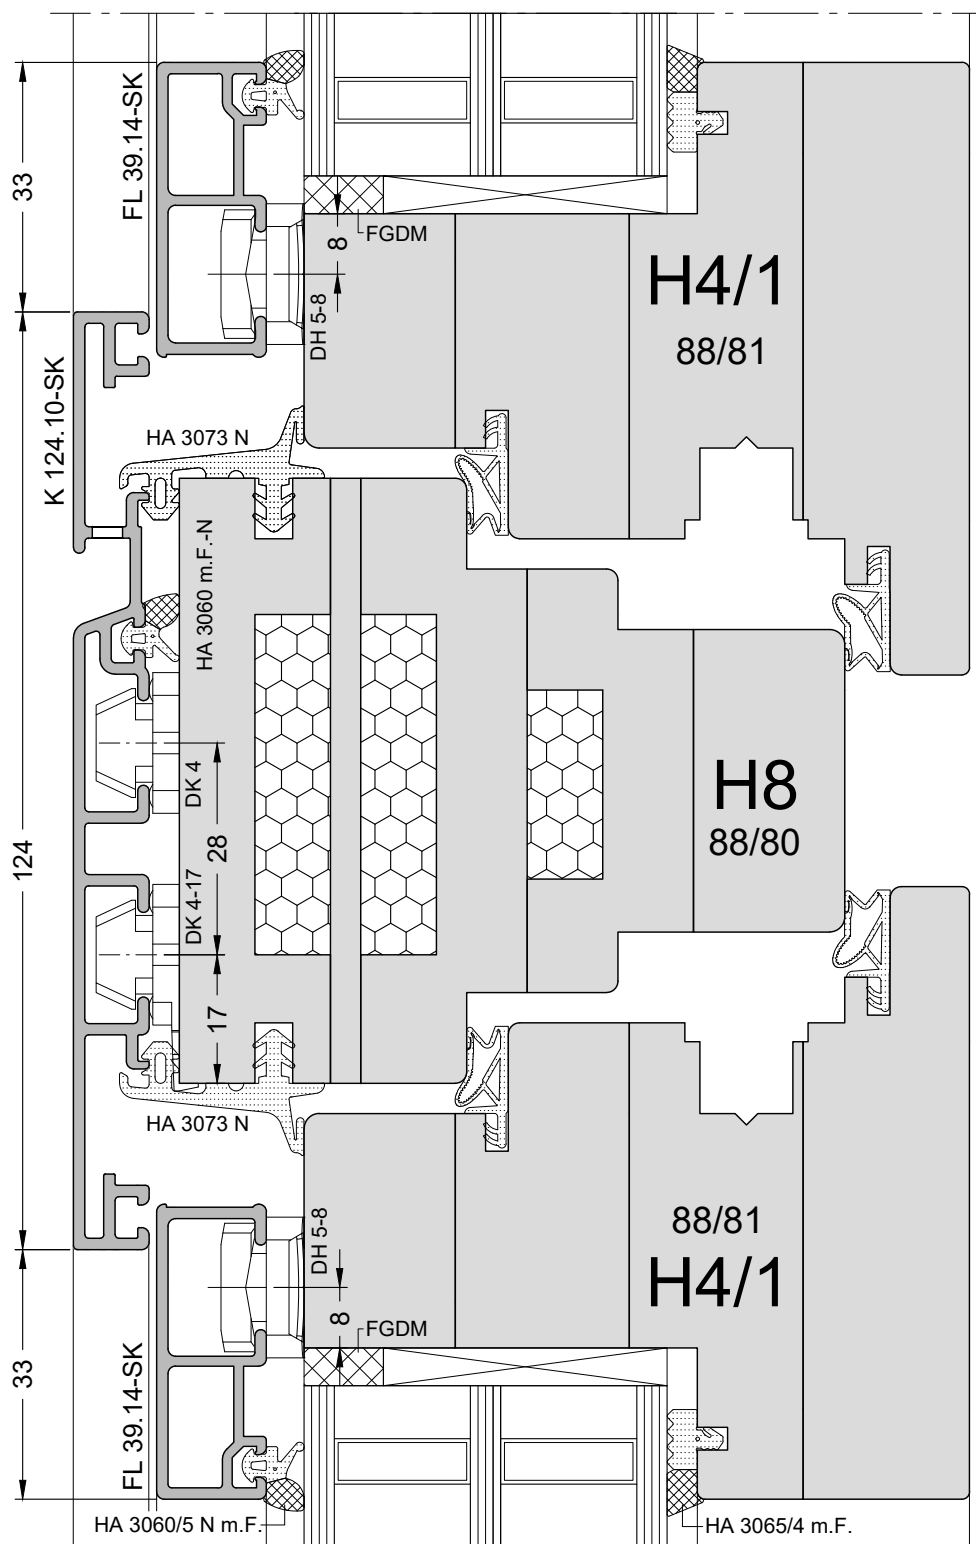 FL 39.14-SK
33
8
FGDM
H4/1
88/81
DH 5-8
K 124.10-SK
HA 3073 N
HA 3060 m.F.-N
DK 4
28
H8
88/80
124
DK 4-17
17
HA 3073 N
88/81
H4/1
DH 5-8
8
FGDM
33
FL 39.14-SK
HA 3060/5 N m.F.
HA 3065/4 m.F.